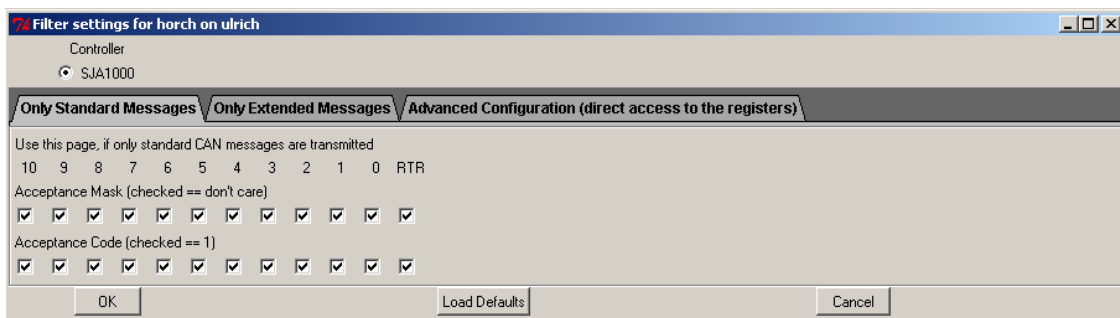 Filter settings for horch on ulrich
Controller
SJA1000
Only Standard Messages Only Extended Messages Advanced Configuration (direct access to the registers)
Use this page, if only standard CAN messages are transmitted
10 9 8 7 6 5 4 3 2 1 0 RTR
Acceptance Mask (checked == don't care)
Acceptance Code (checked == 1)
OK Load Defaults Cancel